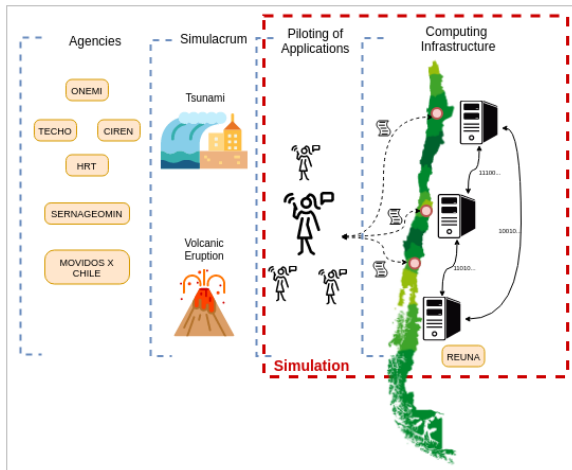 Agencies
Simulacrum
Piloting of
Applications
Computing
Infrastructure
ONEMI
TECHO
CIREN
HRT
SERNAGEOMIN
MOVIDOS X
CHILE
Tsunami
Volcanic
Eruption
11100...
10010...
11010...
REUNA
Simulation